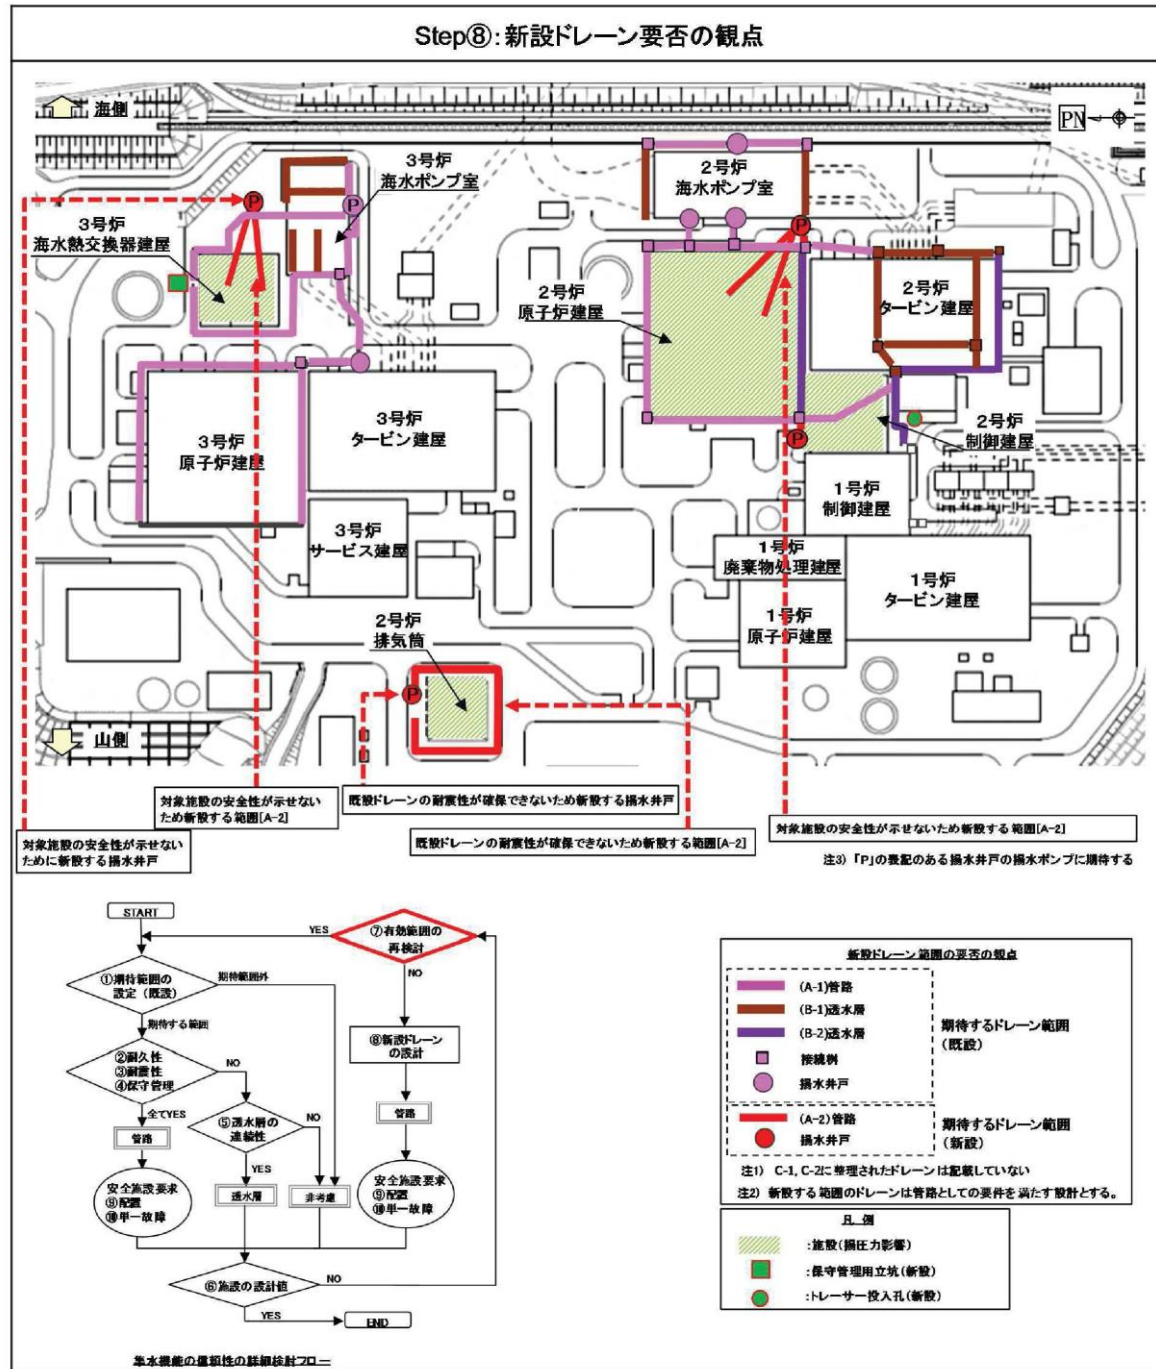 Step⑧:新設ドレーン要否の観点
海側
PN
3号炉
海水ポンプ室
2号炉
海水ポンプ室
P
3号炉
海水熱交換器建屋
P
2号炉
原子炉建屋
2号炉
タービン建屋
3号炉
原子炉建屋
3号炉
タービン建屋
P
2号炉
制御建屋
1号炉
制御建屋
3号炉
サービス建屋
1号炉
廃棄物処理建屋
1号炉
タービン建屋
1号炉
原子炉建屋
2号炉
排気筒
P
山側
対象施設の安全性が示せない
ため新設する範囲[A-2]
既設ドレーンの耐震性が確保できないため新設する揚水井戸
対象施設の安全性が示せない
ために新設する揚水井戸
既設ドレーンの耐震性が確保できないため新設する範囲[A-2]
対象施設の安全性が示せないため新設する範囲[A-2]
注3)「P」の表記のある揚水井戸の揚水ポンプに期待する
START
YES
⑦有効範囲の
再検討
①期待範囲の
設定(既設)
期待範囲外
NO
期待する範囲
⑧新設ドレーン
の設計
②耐久性
③耐震性
④保守管理
NO
全てYES
管路
⑤透水層の
連続性
NO
管路
YES
安全施設要求
⑨配置
⑩単一故障
透水層
非考慮
安全施設要求
⑨配置
⑩単一故障
⑥施設の設計値
NO
YES
END
集水機能の信頼性の詳細検討フロー
新設ドレーン範囲の要否の観点
(A-1)管路
(B-1)透水層
(B-2)透水層
接続桝
揚水井戸
期待するドレーン範囲
(既設)
(A-2)管路
揚水井戸
期待するドレーン範囲
(新設)
注1) C-1, C-2に整理されたドレーンは記載していない
注2) 新設する範囲のドレーンは管路としての要件を満たす設計とする。
凡例
:施設(揚圧力影響)
:保守管理用立坑(新設)
:トレーサー投入孔(新設)